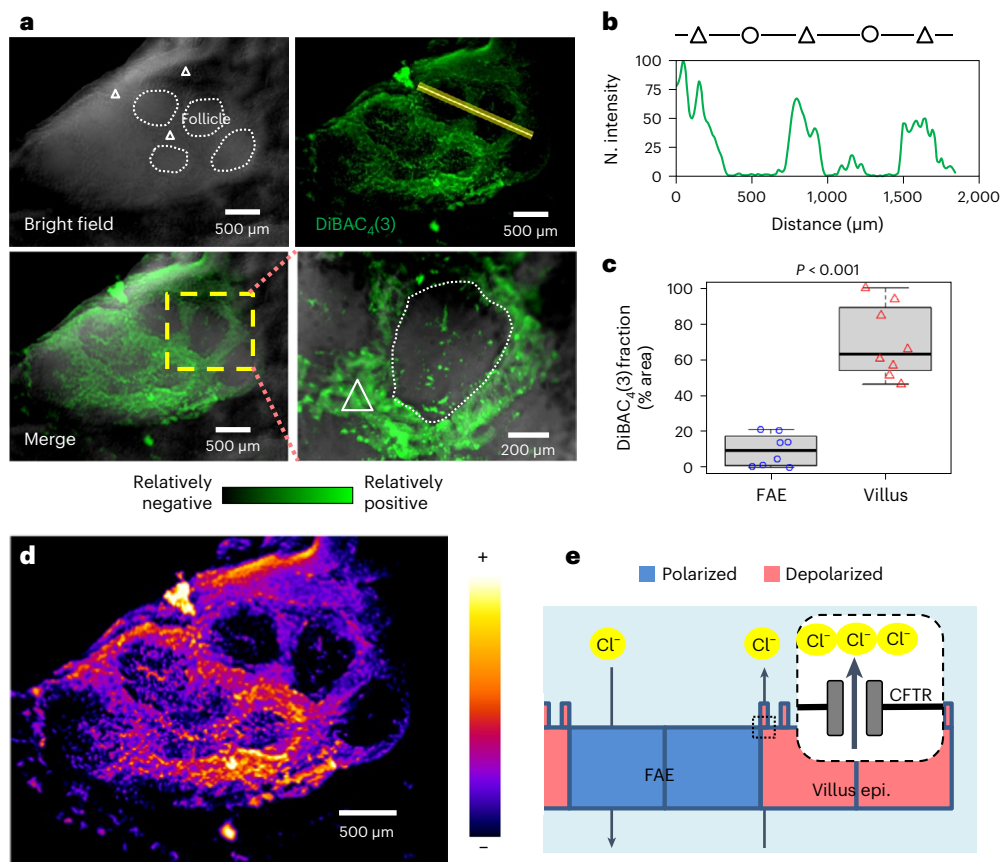 a
Follicle
Bright field
500 µm
DiBAC₄(3)
500 µm
Merge
500 µm
200 µm
Relatively negative
Relatively positive
b
N. intensity
100
75
50
25
0
0
500
1,000
1,500
2,000
Distance (µm)
c
P < 0.001
DiBAC₄(3) fraction
(% area)
100
80
60
40
20
0
FAE
Villus
d
500 µm
+
–
e
Polarized
Depolarized
Cl⁻
Cl⁻
Cl⁻
Cl⁻
Cl⁻
CFTR
FAE
Villus epi.